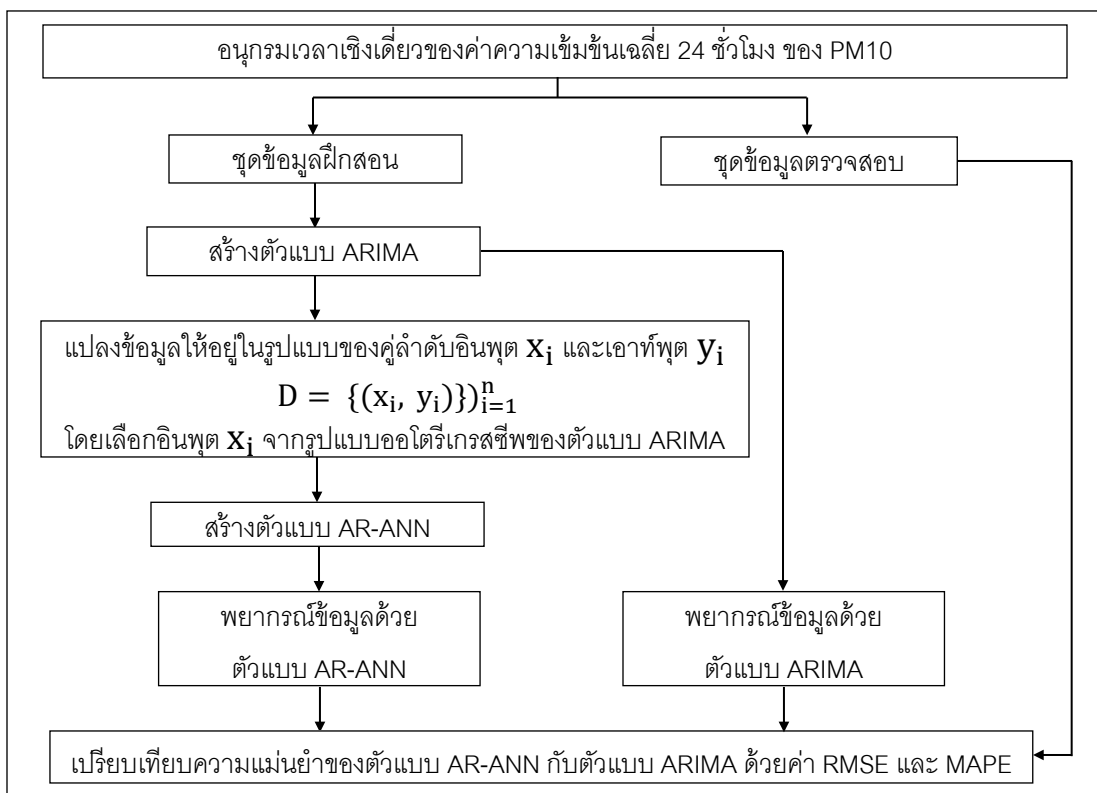 อนุกรมเวลาเชิงเดี่ยวของค่าความเข้มข้นเฉลี่ย 24 ชั่วโมง ของ PM10
ชุดข้อมูลฝึกสอน
ชุดข้อมูลตรวจสอบ
สร้างตัวแบบ ARIMA
แปลงข้อมูลให้อยู่ในรูปแบบของคู่ลำดับอินพุต xᵢ และเอาท์พุต yᵢ
D = {(xᵢ, yᵢ)})ⁿᵢ₌₁
โดยเลือกอินพุต xᵢ จากรูปแบบออโตรีเกรสซีพของตัวแบบ ARIMA
สร้างตัวแบบ AR-ANN
พยากรณ์ข้อมูลด้วย
ตัวแบบ AR-ANN
พยากรณ์ข้อมูลด้วย
ตัวแบบ ARIMA
เปรียบเทียบความแม่นยำของตัวแบบ AR-ANN กับตัวแบบ ARIMA ด้วยค่า RMSE และ MAPE